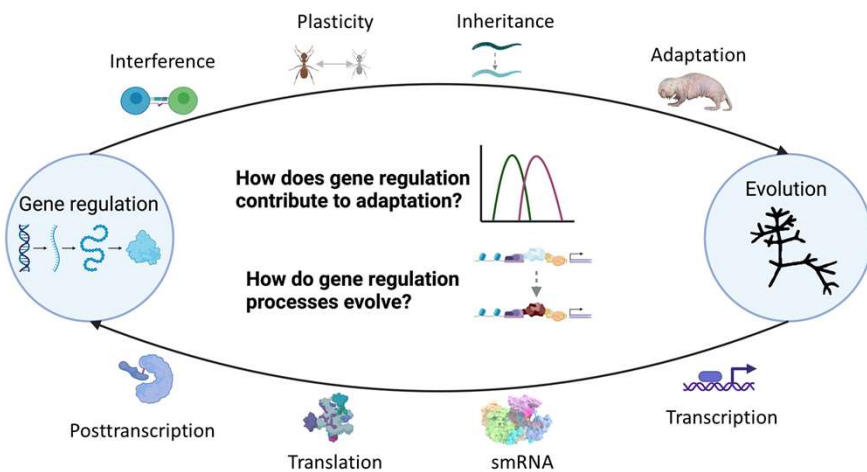 Plasticity
Inheritance
Interference
Adaptation
Gene regulation
How does gene regulation
contribute to adaptation?
Evolution
How do gene regulation
processes evolve?
Posttranscription
Transcription
Translation
smRNA